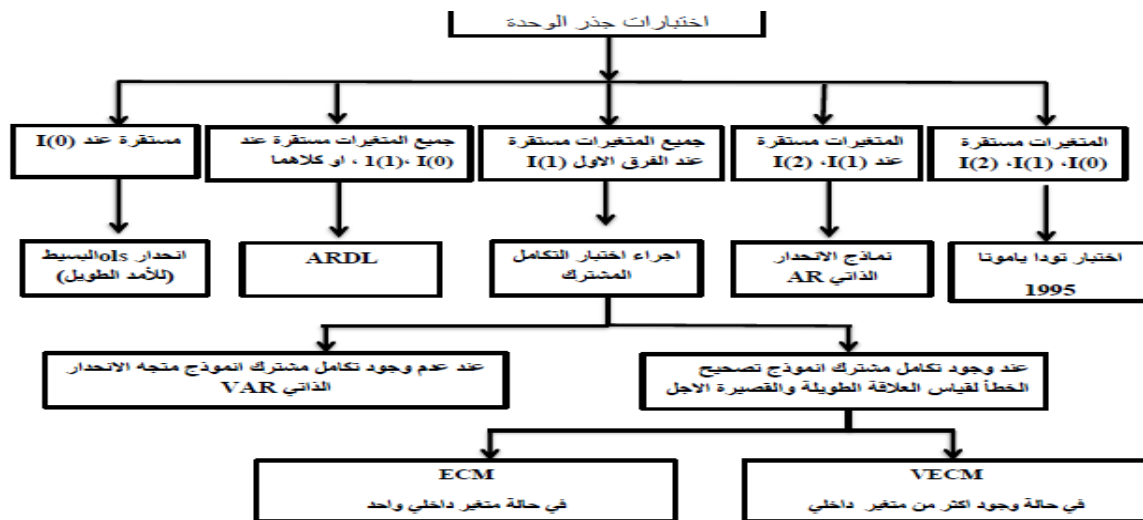 اختبارات جذر الوحدة
المتغيرات مستقرة
I(0)، I(1)، I(2)
المتغيرات مستقرة
عند I(1)، I(2)
جميع المتغيرات مستقرة
عند الفرق الاول I(1)
جميع المتغيرات مستقرة عند
I(0) ،1(1) ، او كلاهما
مستقرة عند I(0)
اختبار تودا ياموتا
1995
نماذج الانحدار
الذاتي AR
اجراء اختبار التكامل
المشترك
ARDL
انحدار olsالبسيط
(للأمد الطويل)
عند وجود تكامل مشترك انموذج تصحيح
الخطأ لقياس العلاقة الطويلة والقصيرة الاجل
عند عدم وجود تكامل مشترك انموذج متجه الانحدار
الذاتي VAR
VECM
في حالة وجود اكثر من متغير داخلي
ECM
في حالة متغير داخلي واحد